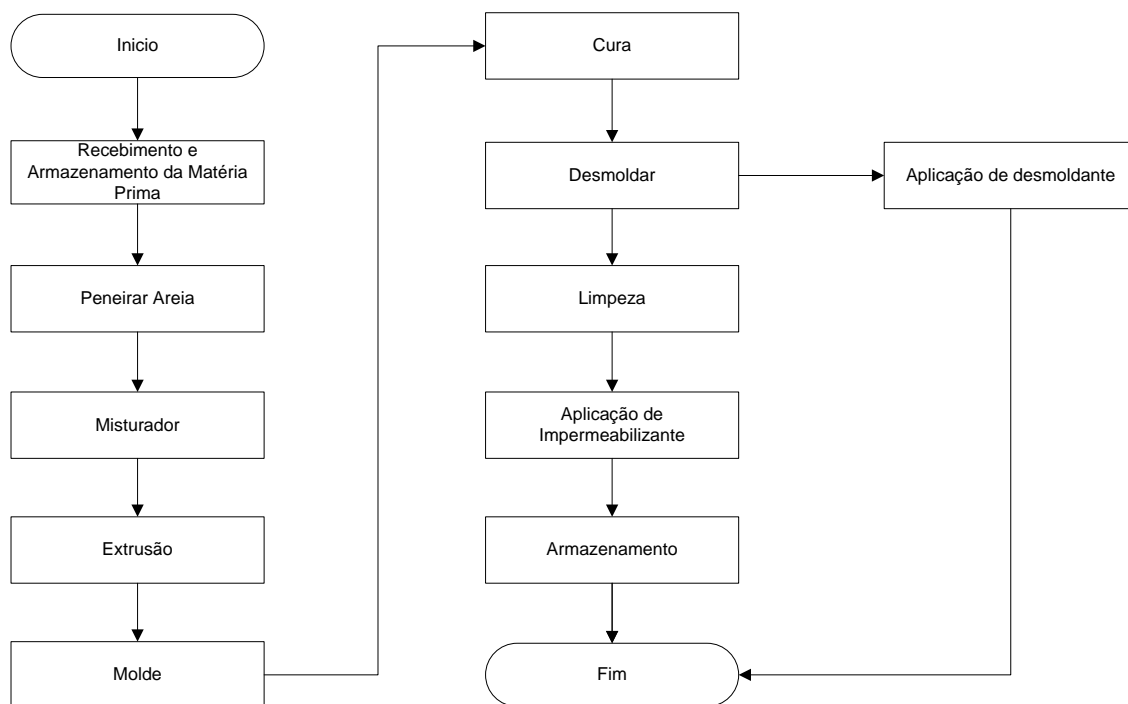 Inicio
Recebimento e
Armazenamento da Matéria
Prima
Peneirar Areia
Misturador
Extrusão
Molde
Cura
Desmoldar
Aplicação de desmoldante
Limpeza
Aplicação de
Impermeabilizante
Armazenamento
Fim